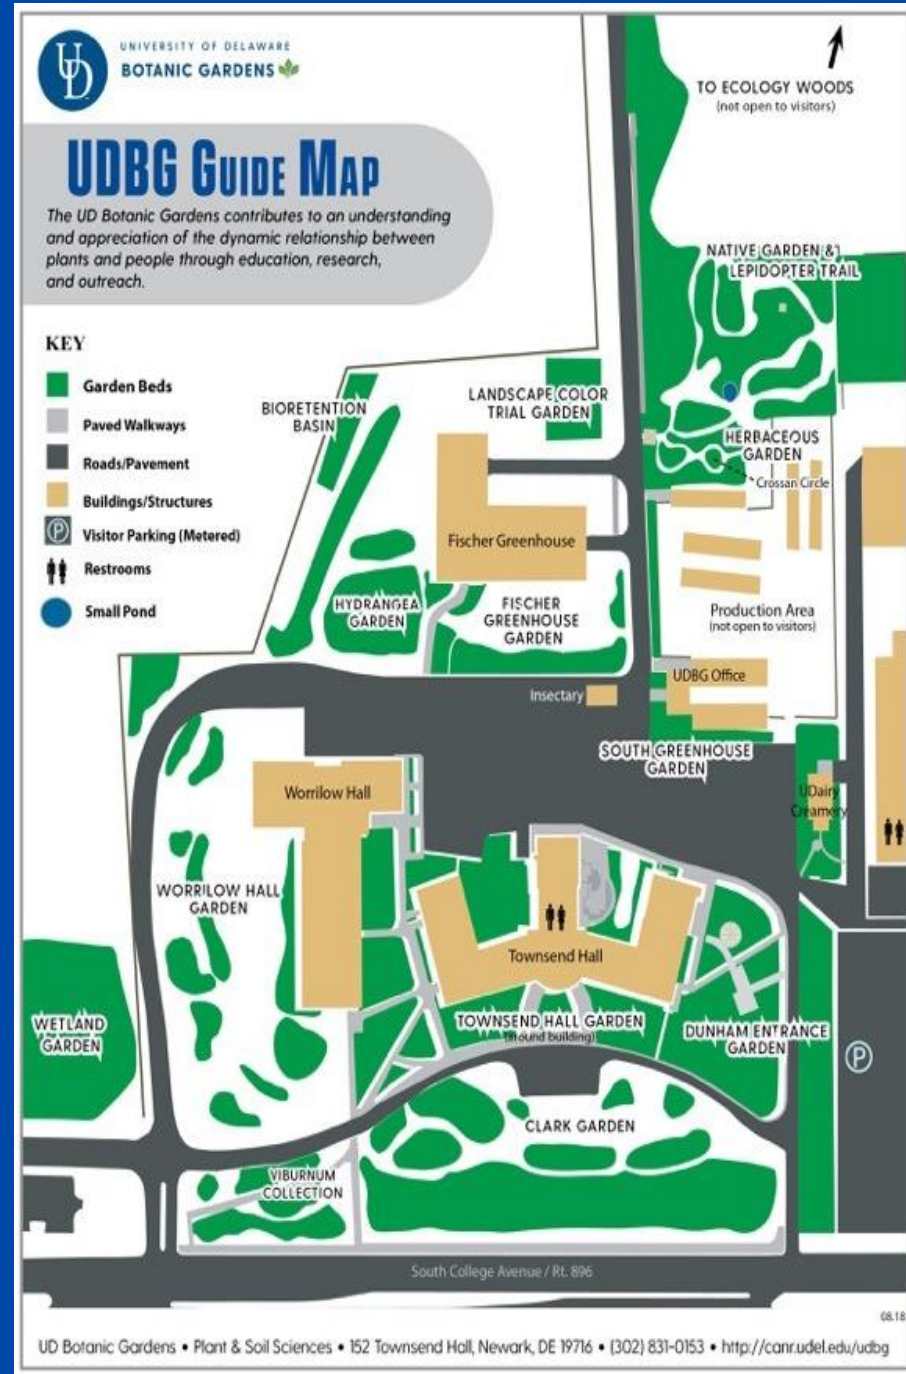 UD
UNIVERSITY OF DELAWARE
BOTANIC GARDENS
UDBG GUIDE MAP
The UD Botanic Gardens contributes to an understanding
and appreciation of the dynamic relationship between
plants and people through education, research,
and outreach.
TO ECOLOGY WOODS
(not open to visitors)
KEY
Garden Beds
Paved Walkways
Roads/Pavement
Buildings/Structures
P
Visitor Parking (Metered)
Restrooms
Small Pond
NATIVE GARDEN &
LEPIDOPTER TRAIL
BIORETENTION
BASIN
LANDSCAPE COLOR
TRIAL GARDEN
HERBACEOUS
GARDEN
Crossan Circle
Fischer Greenhouse
HYDRANGEA
GARDEN
FISCHER
GREENHOUSE
GARDEN
Production Area
(not open to visitors)
UDBG Office
Insectary
SOUTH GREENHOUSE
GARDEN
Worrilow Hall
UDairy
Creamery
WORRILOW HALL
GARDEN
Townsend Hall
WETLAND
GARDEN
TOWNSEND HALL GARDEN
(around building)
DUNHAM ENTRANCE
GARDEN
P
CLARK GARDEN
VIBURNUM
COLLECTION
South College Avenue / Rt. 896
08.18
UD Botanic Gardens • Plant & Soil Sciences • 152 Townsend Hall, Newark, DE 19716 • (302) 831-0153 • http://canr.udel.edu/udbg